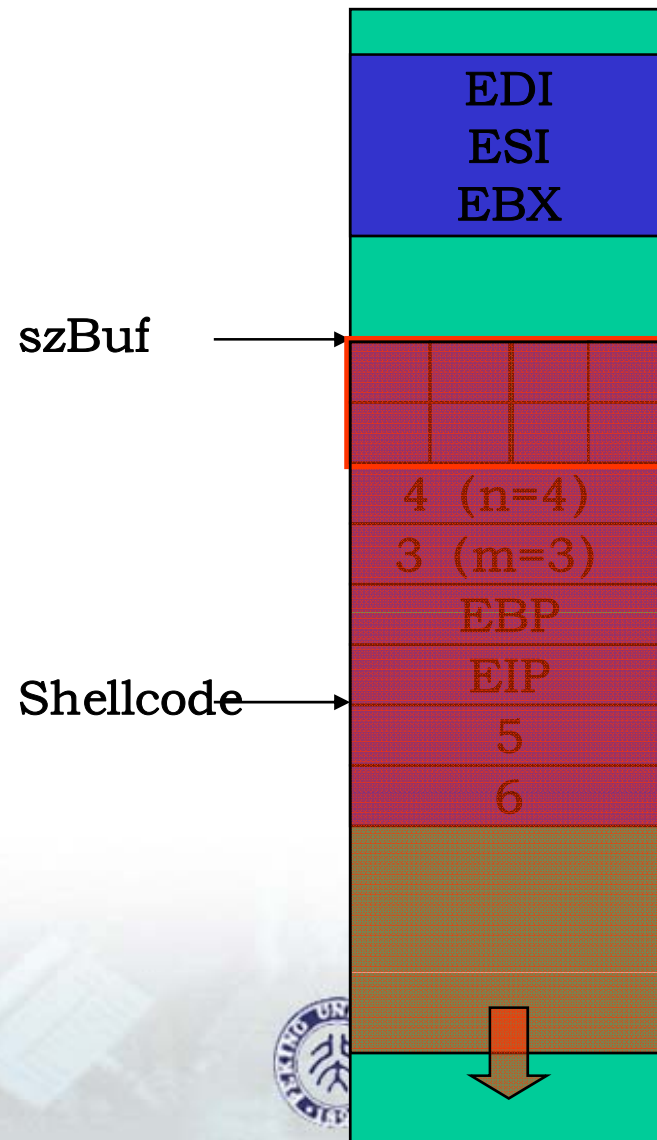 EDI
ESI
EBX
szBuf
4 (n=4)
3 (m=3)
EBP
EIP
Shellcode
5
6